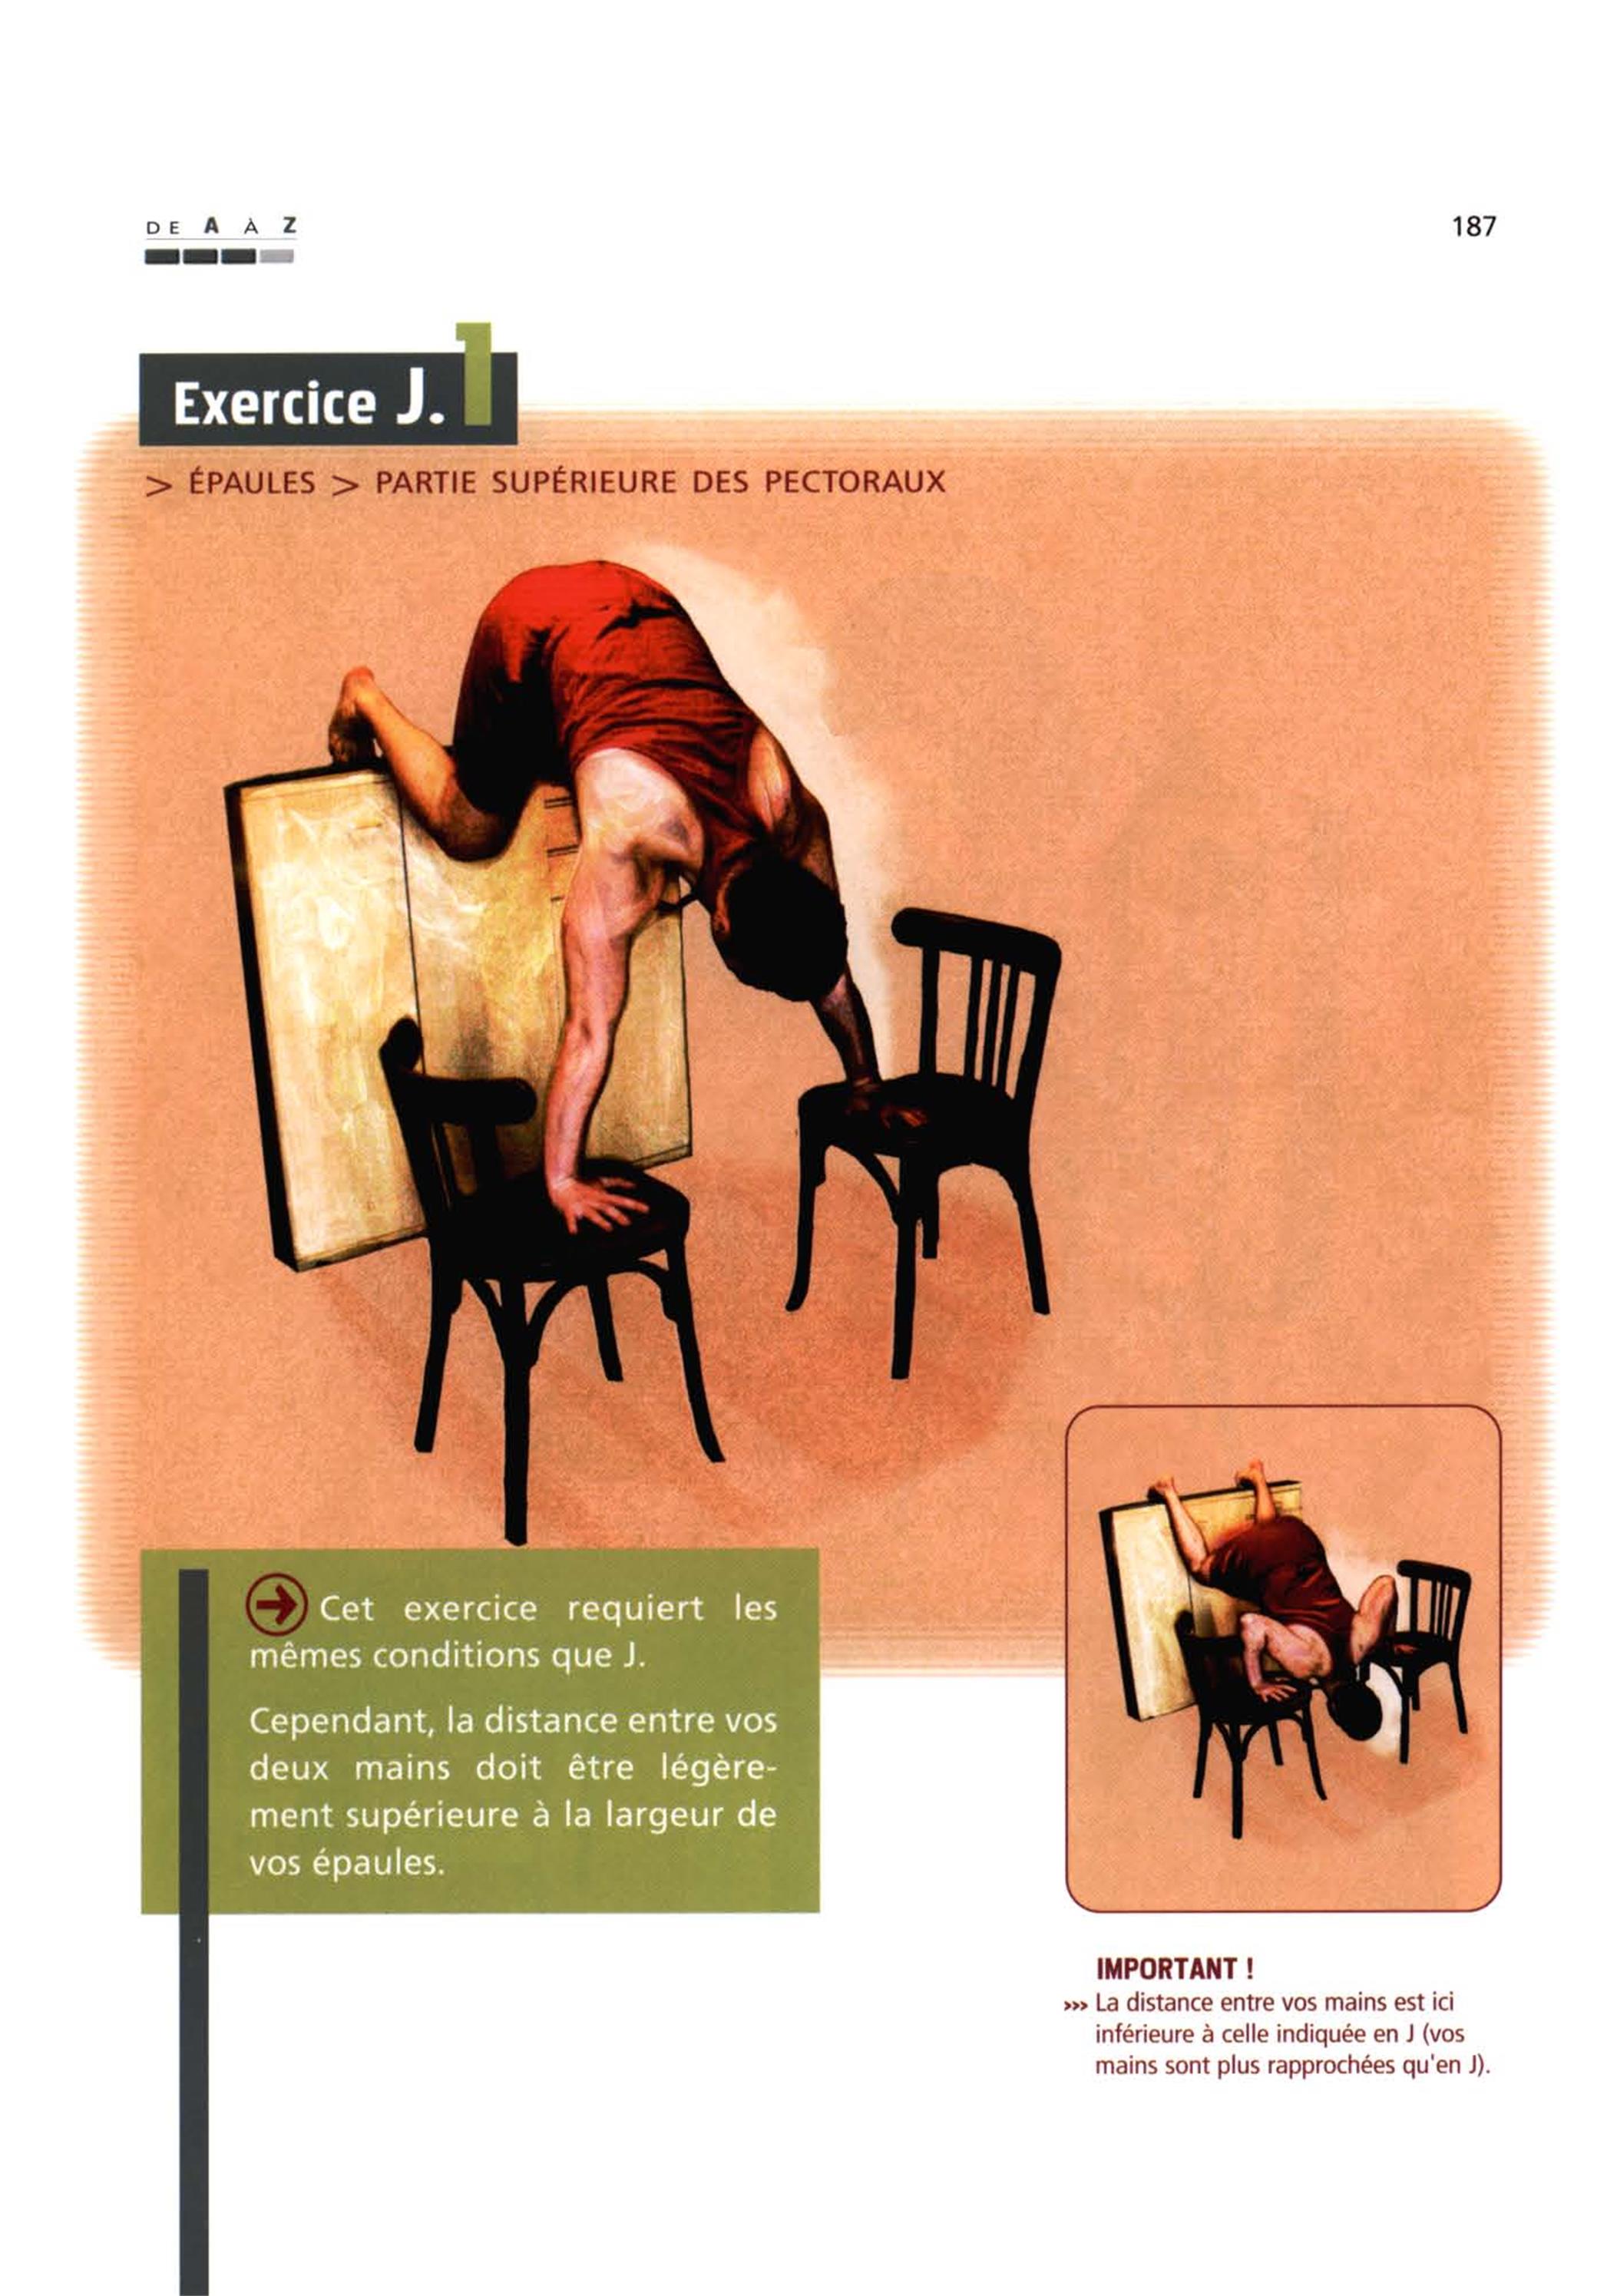 DE A À Z
187
Exercice J.1
> ÉPAULES > PARTIE SUPÉRIEURE DES PECTORAUX
Cet exercice requiert les
mêmes conditions que J.
Cependant, la distance entre vos
deux mains doit être légère-
ment supérieure à la largeur de
vos épaules.
IMPORTANT !
>>> La distance entre vos mains est ici
inférieure à celle indiquée en J (vos
mains sont plus rapprochées qu'en J).